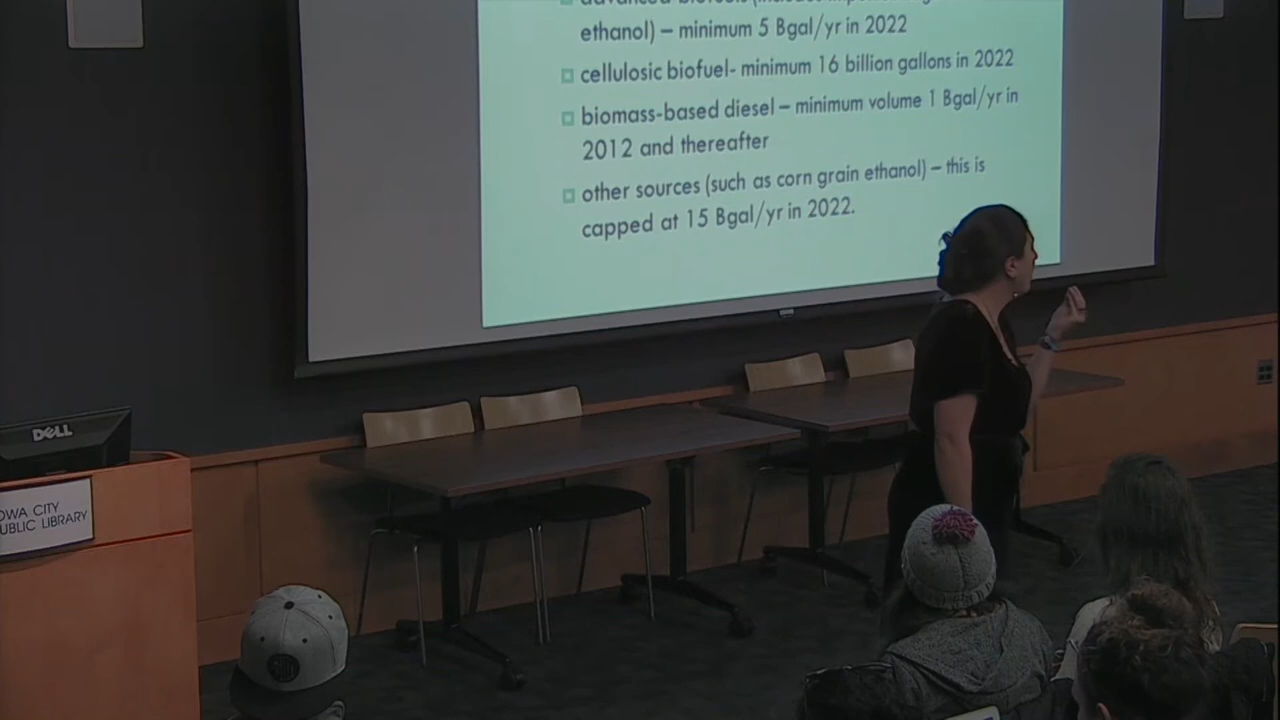 ethanol) – minimum 5 Bgal/yr in 2022
cellulosic biofuel- minimum 16 billion gallons in 2022
biomass-based diesel – minimum volume 1 Bgal/yr in
2012 and thereafter
other sources (such as corn grain ethanol) – this is
capped at 15 Bgal/yr in 2022.
DELL
OWA CITY
UBLIC LIBRARY